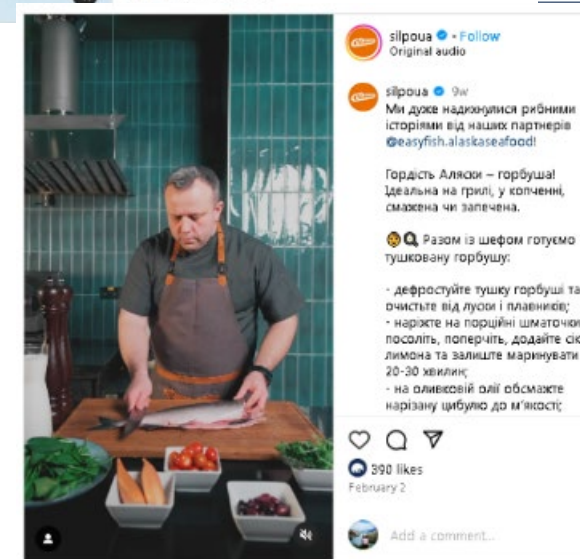 silpoua • Follow
Original audio
silpoua 9w
Ми дуже надихнулися рибними
історіями від наших партнерів
@easyfish.alaskaseafood!
Гордість Аляски – горбуша!
Ідеальна на грилі, у копченні,
смажена чи запечена.
Разом із шефом готуємо
тушковану горбушу:
- дефростуйте тушку горбуші та
очистьте від луски і плавників;
- наріжте на порційні шматочки
посоліть, поперчіть, додайте сік
лимона та залиште маринувати
20-30 хвилин;
- на оливковій олії обсмажте
нарізану цибулю до м'якості;
390 likes
February 2
Add a comment...